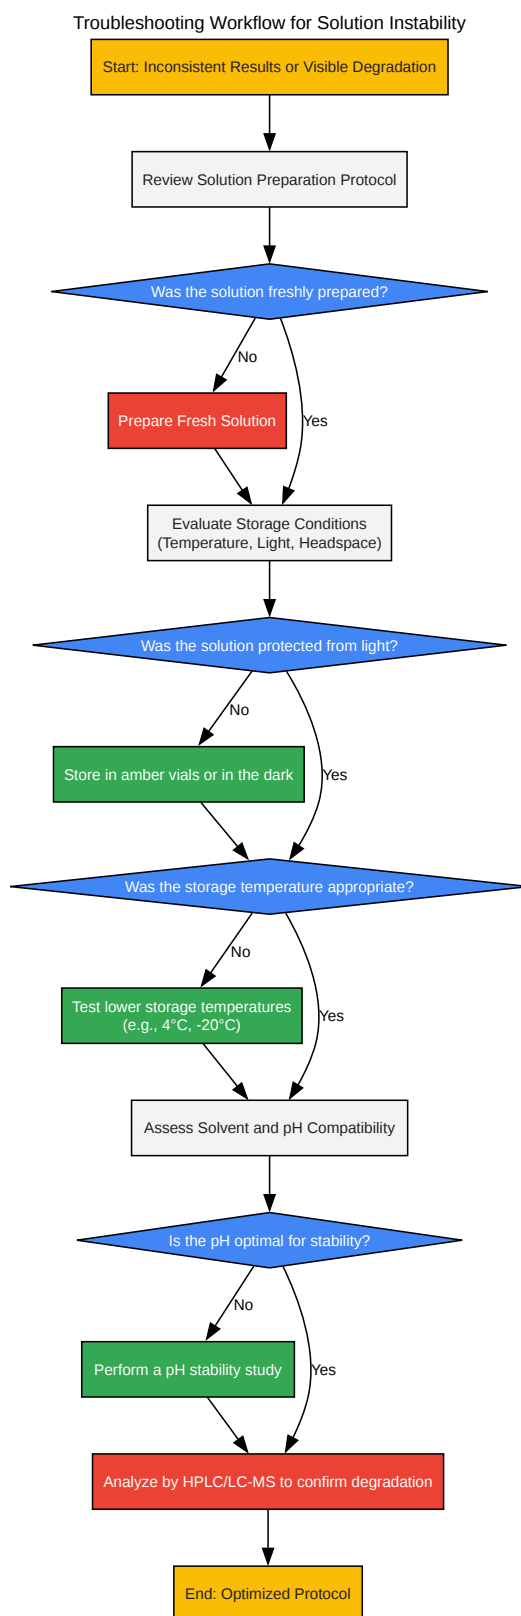 Troubleshooting Workflow for Solution Instability
Start: Inconsistent Results or Visible Degradation
Review Solution Preparation Protocol
Was the solution freshly prepared?
No
Prepare Fresh Solution
Yes
Evaluate Storage Conditions
(Temperature, Light, Headspace)
Was the solution protected from light?
No
Store in amber vials or in the dark
Yes
Was the storage temperature appropriate?
No
Test lower storage temperatures
(e.g., 4°C, -20°C)
Yes
Assess Solvent and pH Compatibility
Is the pH optimal for stability?
No
Perform a pH stability study
Yes
Analyze by HPLC/LC-MS to confirm degradation
End: Optimized Protocol